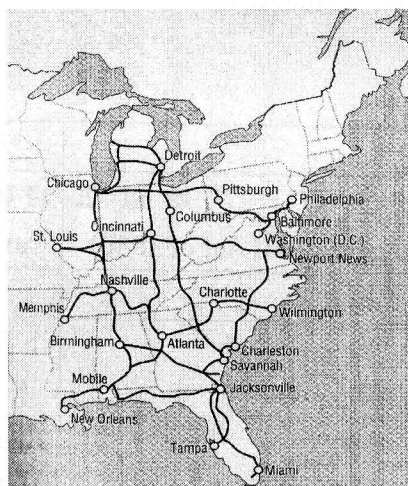 Detroit
Chicago
Pittsburgh
Philadelphia
Columbus
Baltimore
Cincinnati
Washington (D.C.)
St. Louis
Newport News
Nashville
Charlotte
Memphis
Wilmington
Birmingham
Atlanta
Charleston
Savannah
Mobile
Jacksonville
New Orleans
Tampa
Miami